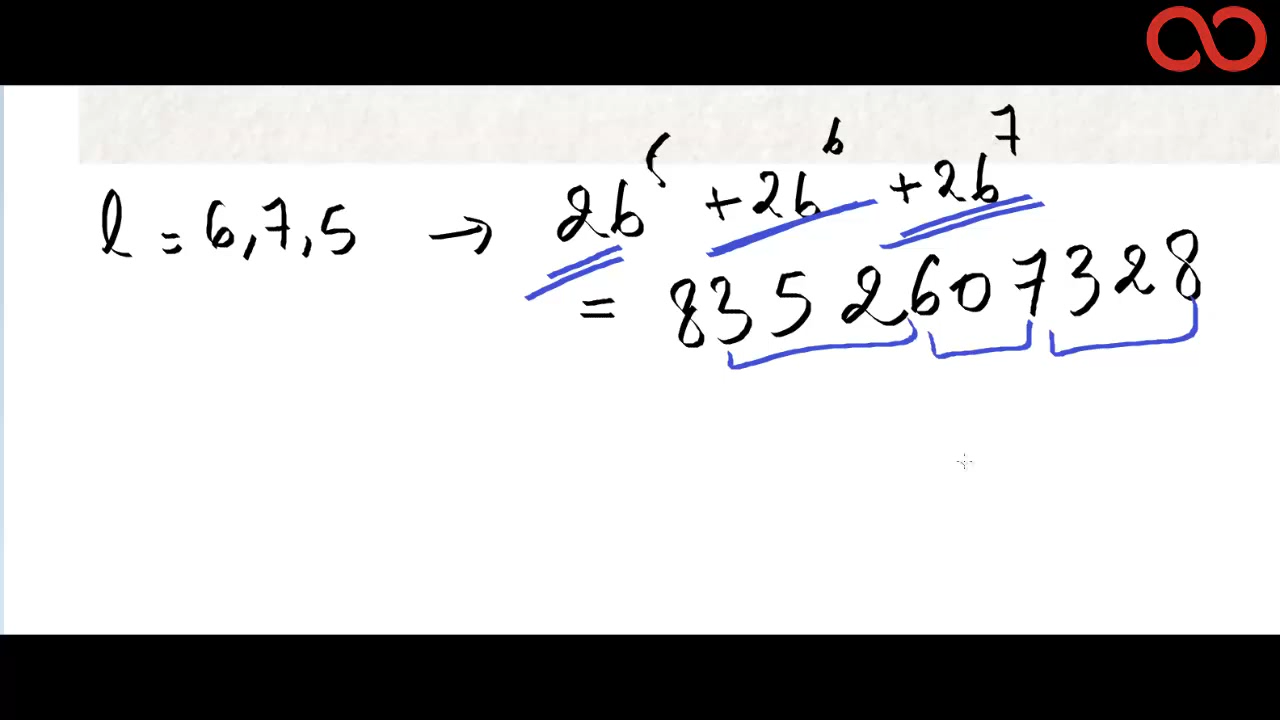 l = 6,7,5 → 26⁵ + 26⁶ + 26⁷
= 8352607328